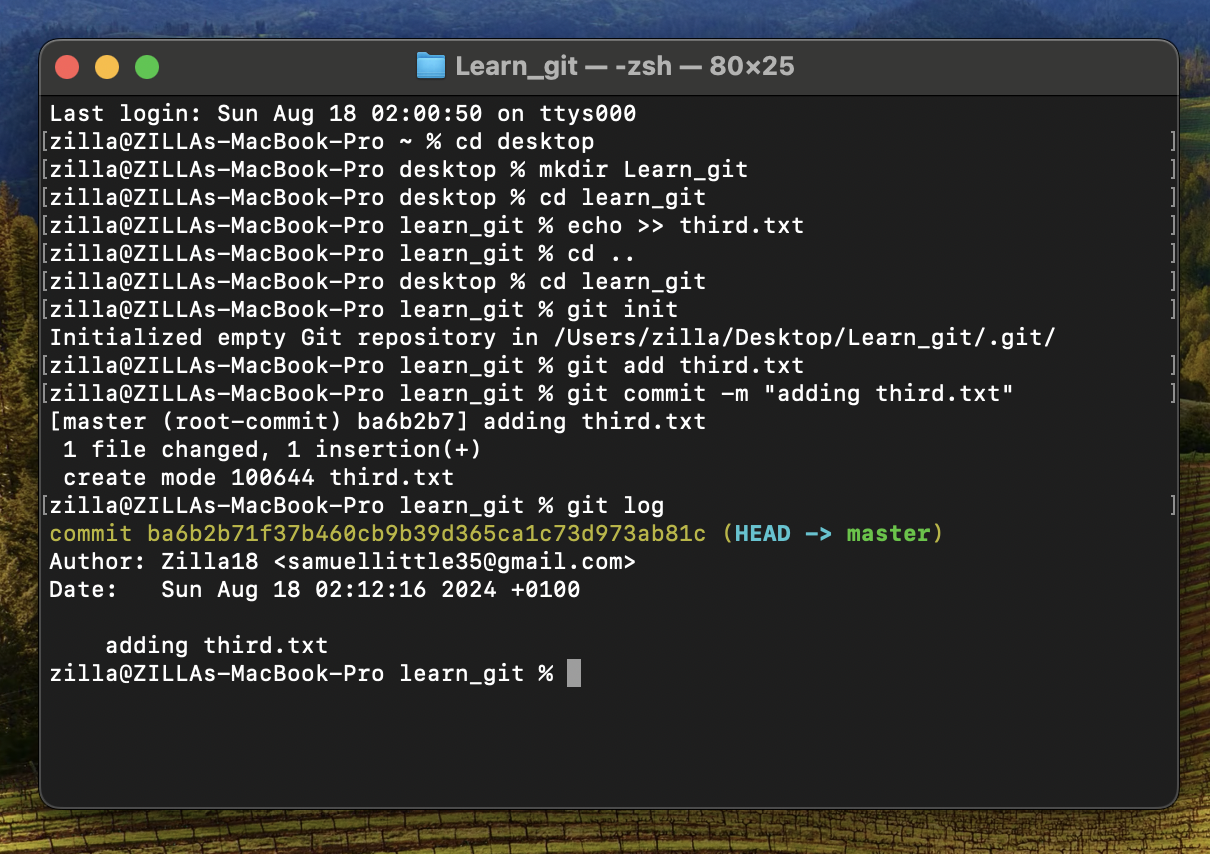 Learn_git — -zsh — 80×25
Last login: Sun Aug 18 02:00:50 on ttys000
[zilla@ZILLAs-MacBook-Pro ~ % cd desktop ]
[zilla@ZILLAs-MacBook-Pro desktop % mkdir Learn_git ]
[zilla@ZILLAs-MacBook-Pro desktop % cd learn_git ]
[zilla@ZILLAs-MacBook-Pro learn_git % echo >> third.txt ]
[zilla@ZILLAs-MacBook-Pro learn_git % cd .. ]
[zilla@ZILLAs-MacBook-Pro desktop % cd learn_git ]
[zilla@ZILLAs-MacBook-Pro learn_git % git init ]
Initialized empty Git repository in /Users/zilla/Desktop/Learn_git/.git/
[zilla@ZILLAs-MacBook-Pro learn_git % git add third.txt ]
[zilla@ZILLAs-MacBook-Pro learn_git % git commit -m "adding third.txt" ]
[master (root-commit) ba6b2b7] adding third.txt
 1 file changed, 1 insertion(+)
 create mode 100644 third.txt
[zilla@ZILLAs-MacBook-Pro learn_git % git log ]
commit ba6b2b71f37b460cb9b39d365ca1c73d973ab81c (HEAD -> master)
Author: Zilla18 <samuellittle35@gmail.com>
Date:   Sun Aug 18 02:12:16 2024 +0100
    adding third.txt
zilla@ZILLAs-MacBook-Pro learn_git %